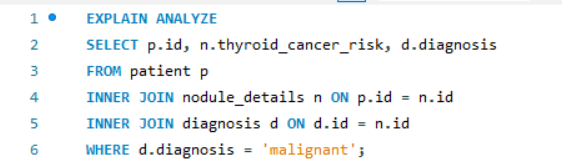 1 EXPLAIN ANALYZE
2 SELECT p.id, n.thyroid_cancer_risk, d.diagnosis
3 FROM patient p
4 INNER JOIN nodule_details n ON p.id = n.id
5 INNER JOIN diagnosis d ON d.id = n.id
6 WHERE d.diagnosis = 'malignant';